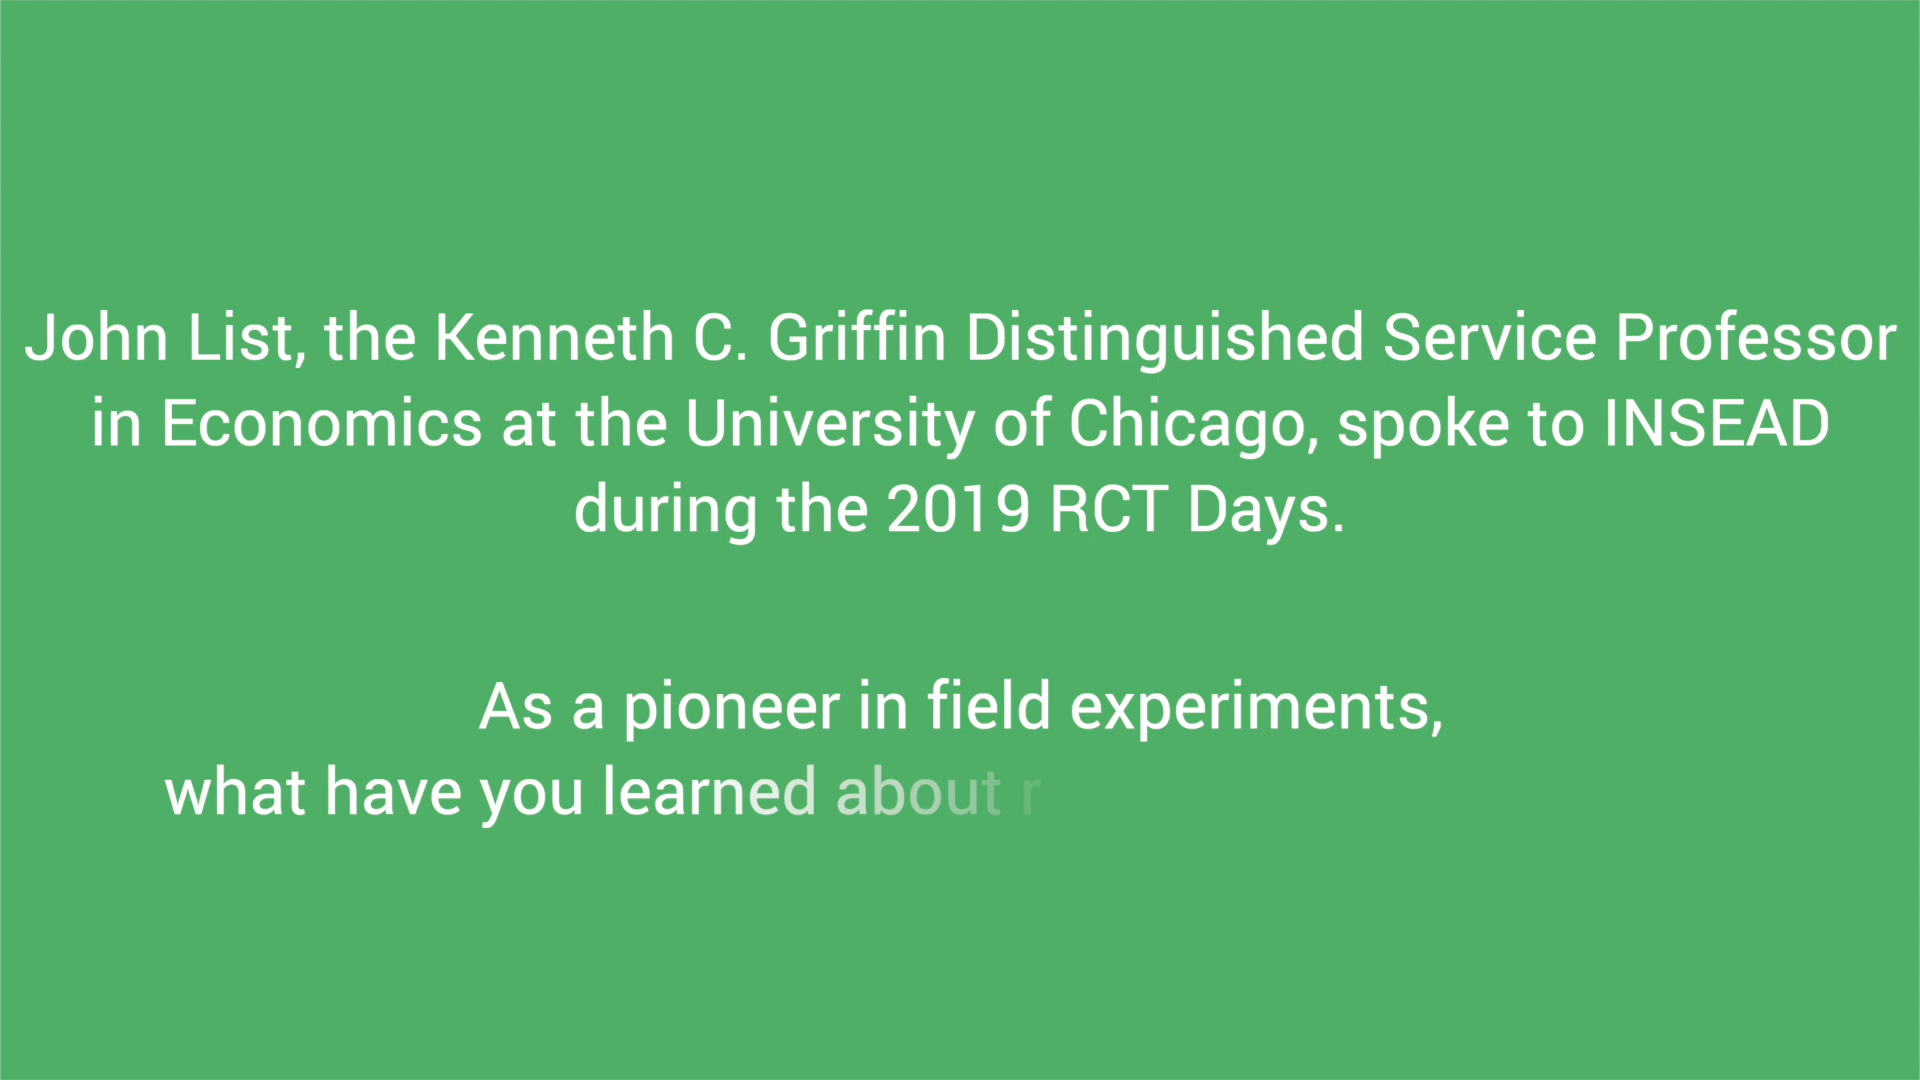 John List, the Kenneth C. Griffin Distinguished Service Professor
in Economics at the University of Chicago, spoke to INSEAD
during the 2019 RCT Days.
As a pioneer in field experiments,
what have you learned about r